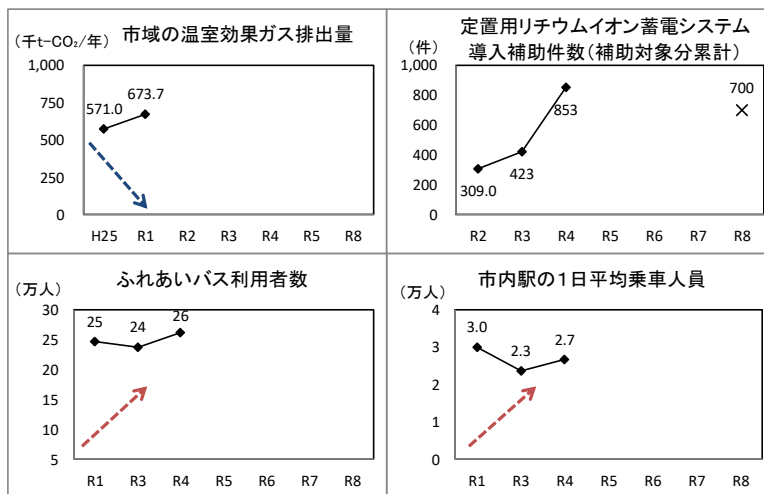 市域の温室効果ガス排出量
(千t-CO₂/年)
1,000
750
500
250
0
571.0
673.7
H25 R1 R2 R3 R4 R5 R8
定置用リチウムイオン蓄電システム
導入補助件数(補助対象分累計)
(件)
1,000
800
600
400
200
0
309.0
423
853
700
R2 R3 R4 R5 R6 R7 R8
ふれあいバス利用者数
(万人)
30
25
20
15
10
5
25
24
26
R1 R3 R4 R5 R6 R7 R8
市内駅の1日平均乗車人員
(万人)
4
3
2
1
0
3.0
2.3
2.7
R1 R3 R4 R5 R6 R7 R8